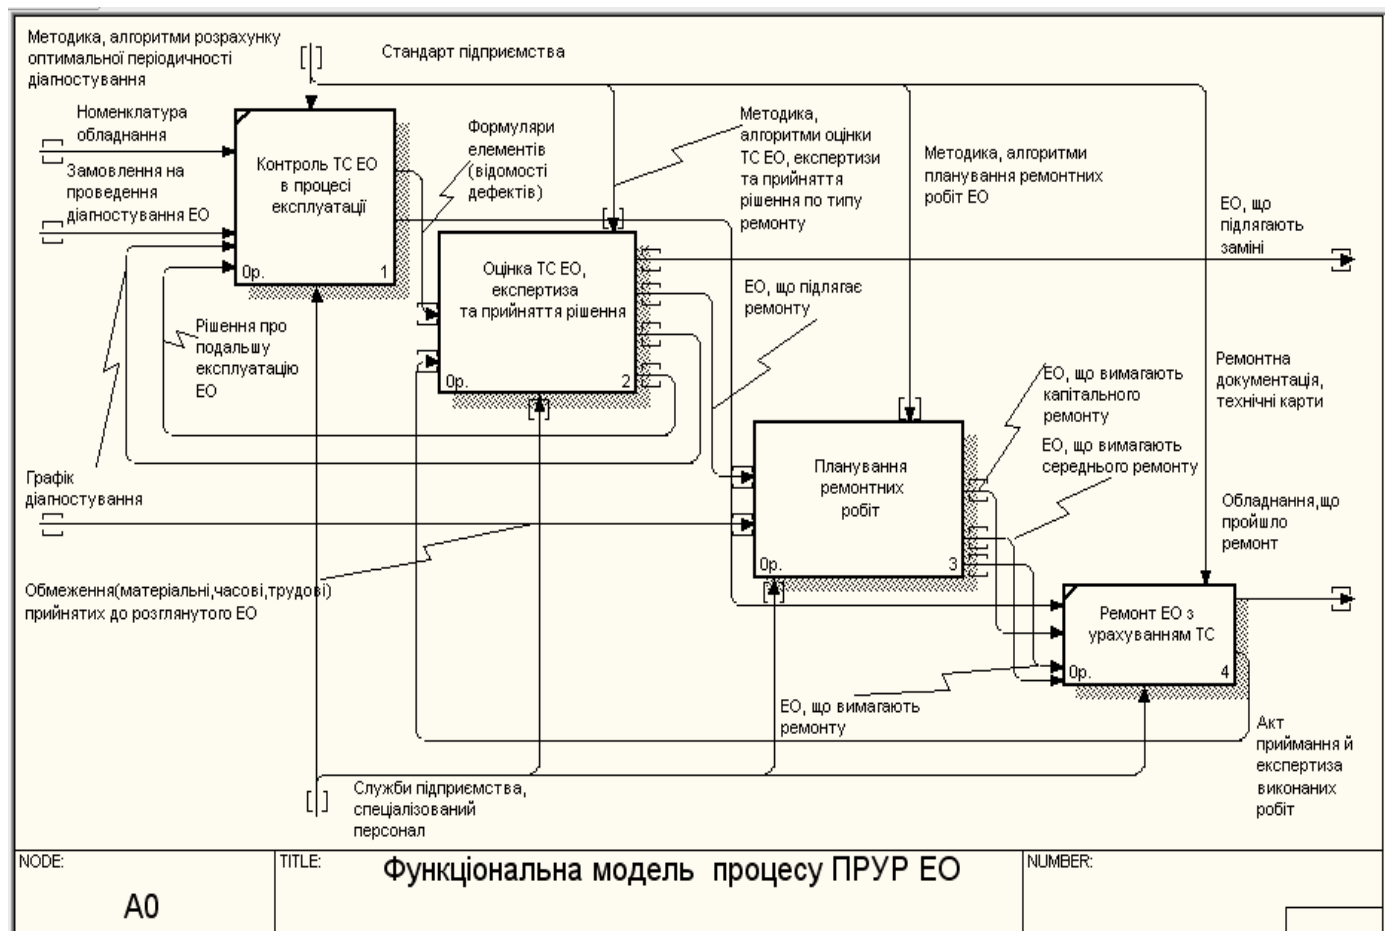 Методика, алгоритми розрахунку
оптимальної періодичності
діагностування
Стандарт підприємства
Номенклатура
обладнання
Замовлення на
проведення
діагностування ЕО
Контроль ТС ЕО
в процесі
експлуатації
0р.
1
Формуляри
елементів
(відомості
дефектів)
Методика,
алгоритми оцінки
ТС ЕО, експертизи
та прийняття
рішення по типу
ремонту
Методика, алгоритми
планування ремонтних
робіт ЕО
ЕО, що
підлягають
заміні
Оцінка ТС ЕО,
експертиза
та прийняття рішення
0р.
2
ЕО, що підлягає
ремонту
Рішення про
подальшу
експлуатацію
ЕО
ЕО, що вимагають
капітального
ремонту
Ремонтна
документація,
технічні карти
ЕО, що вимагають
середнього ремонту
Графік
діагностування
Планування
ремонтних
робіт
0р.
3
Обладнання,що
пройшло
ремонт
Обмеження(матеріальні,часові,трудові)
прийнятих до розглянутого ЕО
Ремонт ЕО з
урахуванням ТС
0р.
4
ЕО, що вимагають
ремонту
Акт
приймання й
експертиза
виконаних
робіт
Служби підприємства,
спеціалізований
персонал
NODE:
A0
TITLE:
Функціональна модель процесу ПРУР ЕО
NUMBER: